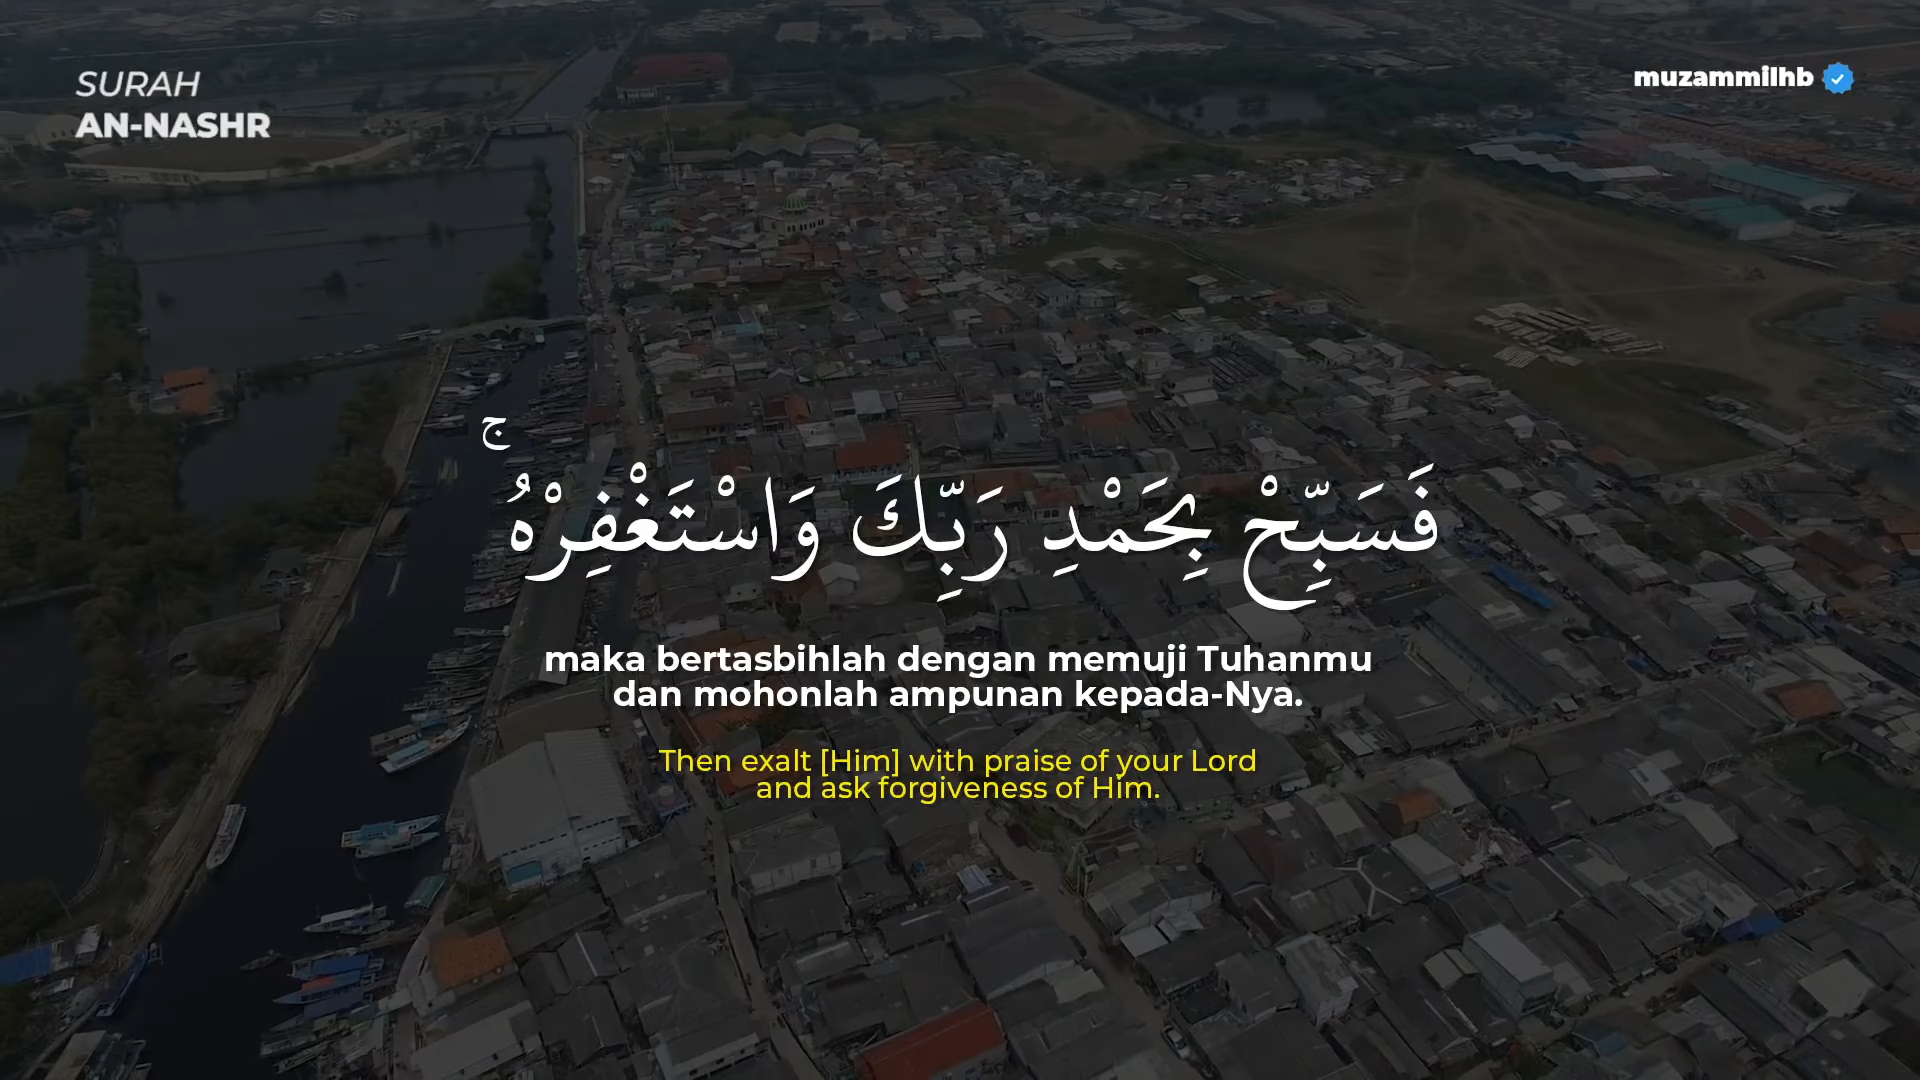 SURAH
AN-NASHR
muzammilhb
فَسَبِّحْ بِحَمْدِ رَبِّكَ وَاسْتَغْفِرْهُ ۚ
maka bertasbihlah dengan memuji Tuhanmu
dan mohonlah ampunan kepada-Nya.
Then exalt [Him] with praise of your Lord
and ask forgiveness of Him.